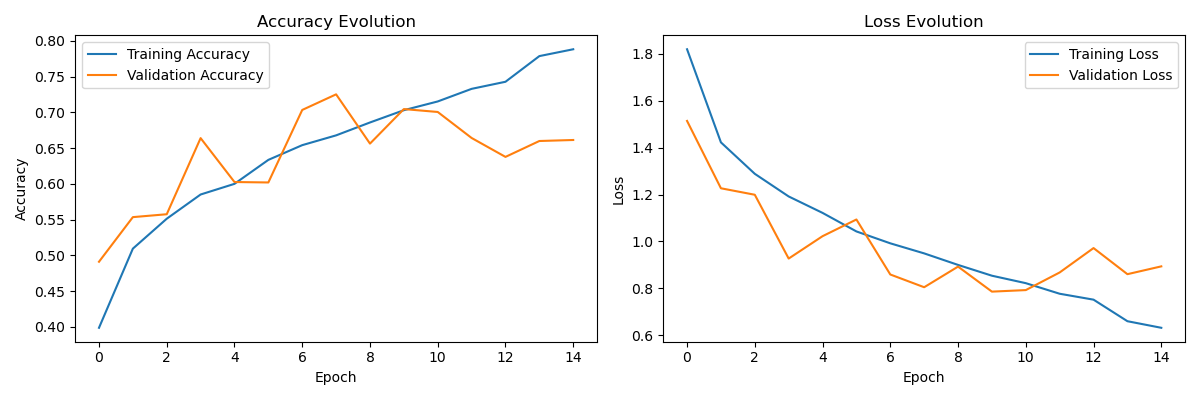 Accuracy Evolution
Training Accuracy
Validation Accuracy
Accuracy
0.80
0.75
0.70
0.65
0.60
0.55
0.50
0.45
0.40
0 2 4 6 8 10 12 14
Epoch
Loss Evolution
Training Loss
Validation Loss
Loss
1.8
1.6
1.4
1.2
1.0
0.8
0.6
0 2 4 6 8 10 12 14
Epoch